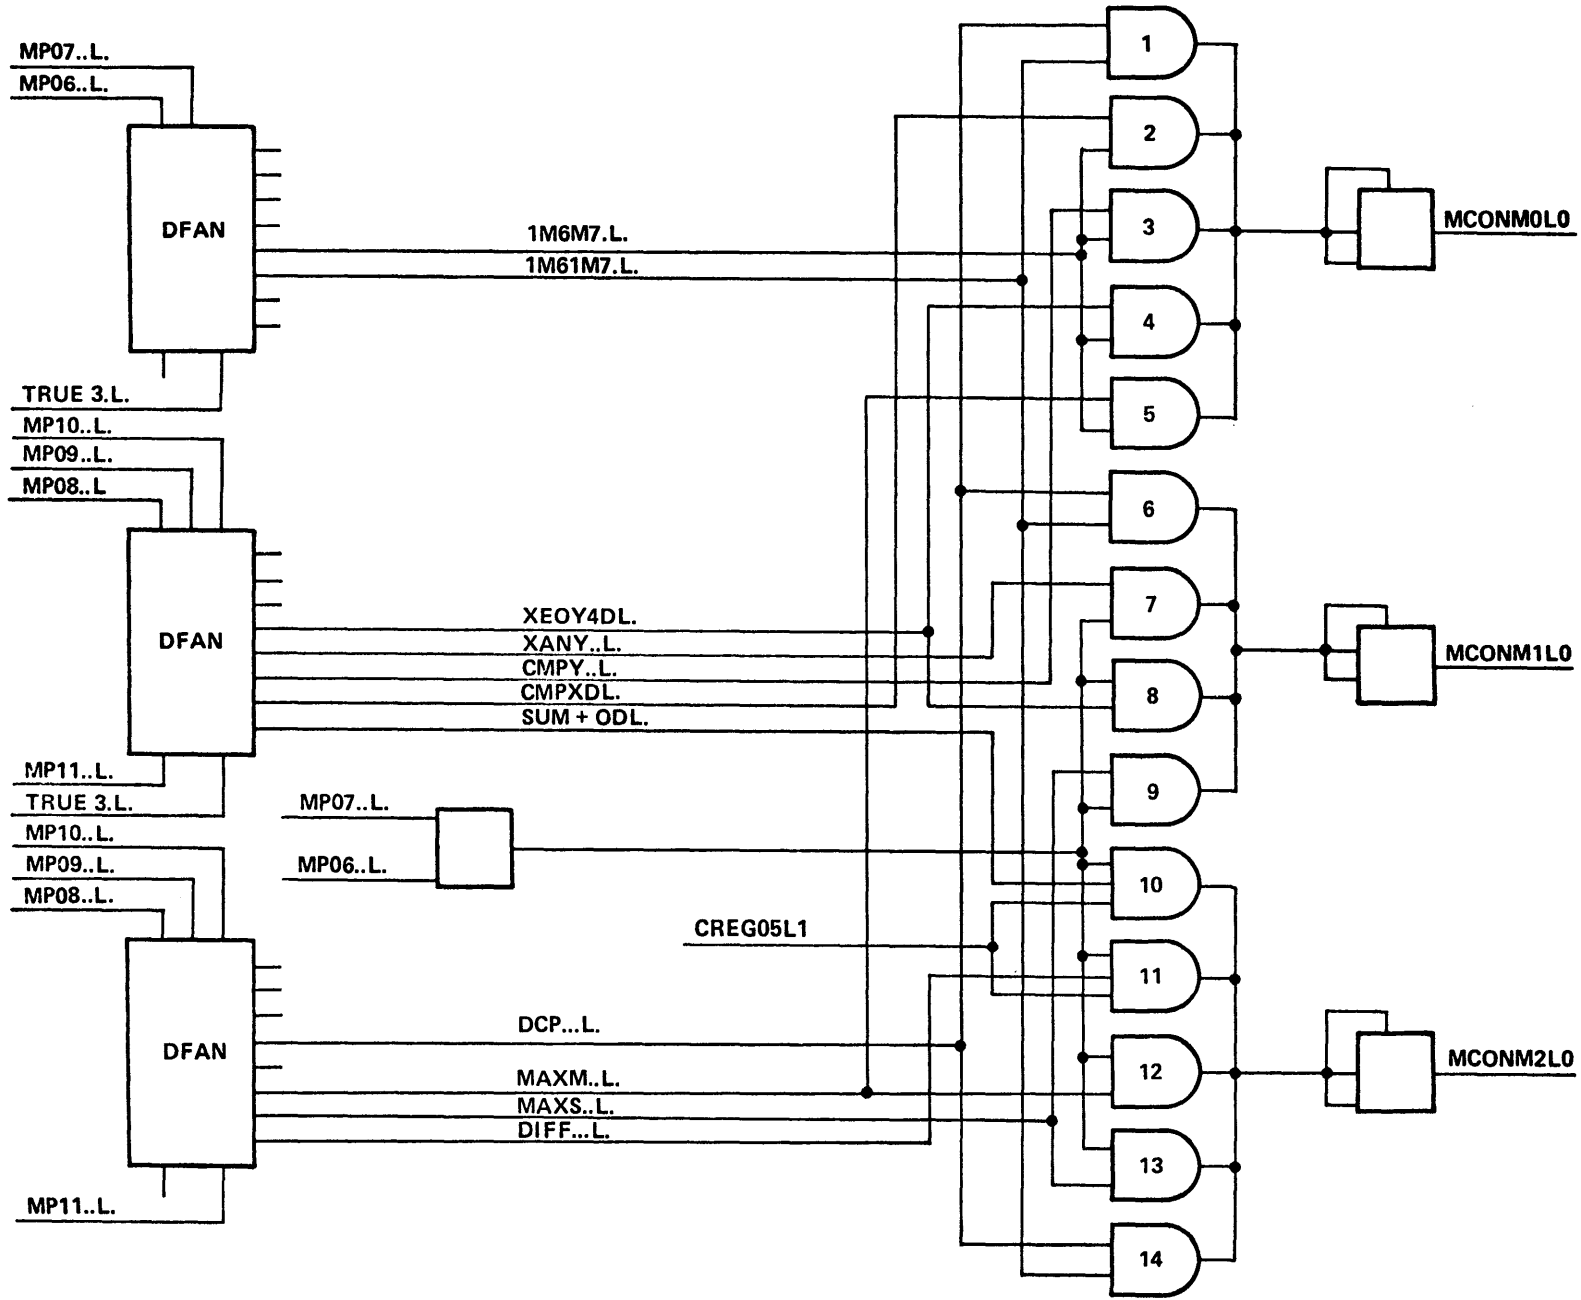 MP07..L.
MP06..L.
DFAN
1M6M7.L.
1M61M7.L.
TRUE 3.L.
MP10..L.
MP09..L.
MP08..L
DFAN
XEOY4DL.
XANY..L.
CMPY..L.
CMPXDL.
SUM + ODL.
MP11..L.
TRUE 3.L.
MP07..L.
MP06..L.
MP10..L.
MP09..L.
MP08..L.
CREG05L1
DFAN
DCP...L.
MAXM..L.
MAXS..L.
DIFF...L.
MP11..L.
1
2
3
4
5
6
7
8
9
10
11
12
13
14
MCONM0L0
MCONM1L0
MCONM2L0